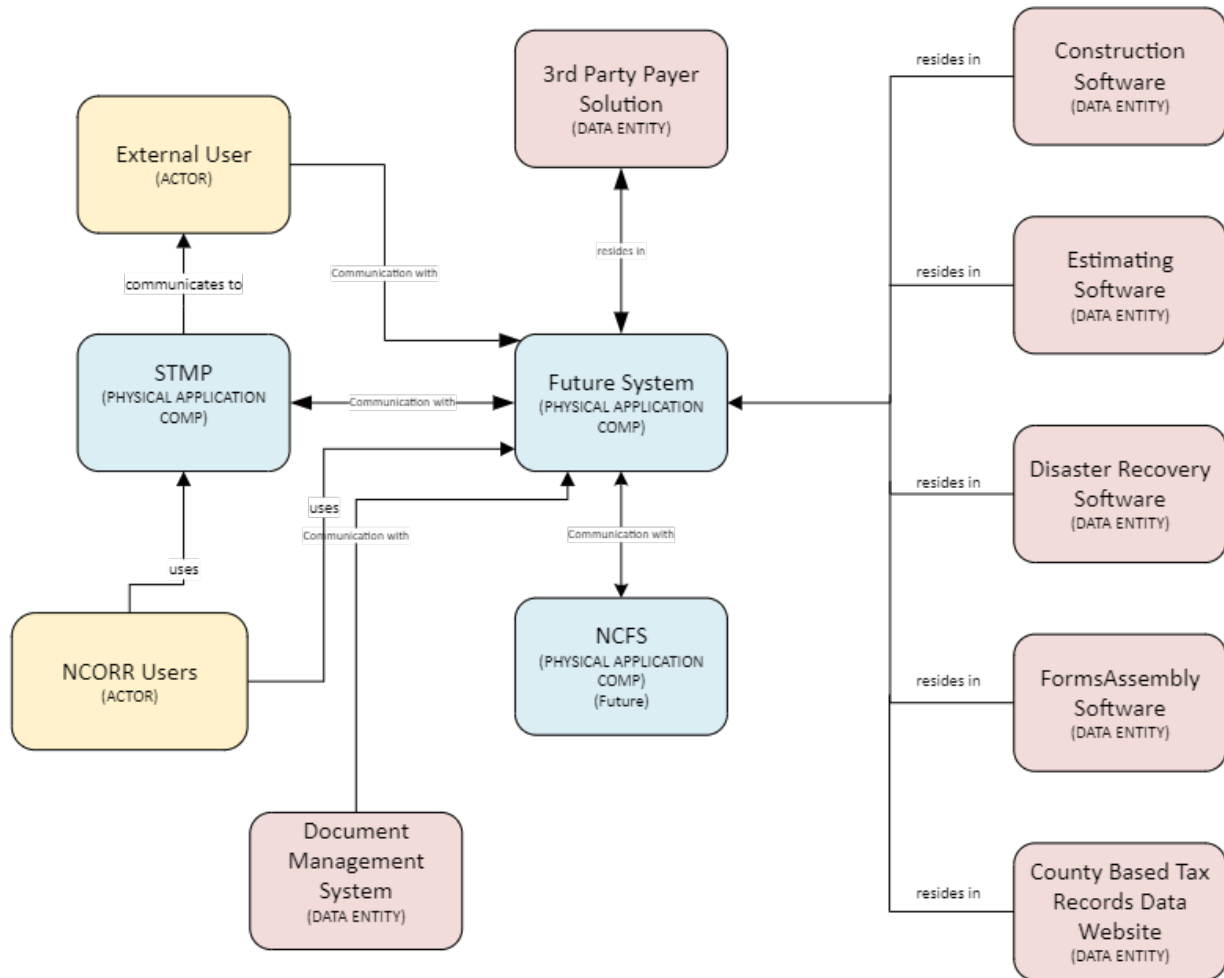 3rd Party Payer
Solution
(DATA ENTITY)
resides in
Construction
Software
(DATA ENTITY)
External User
(ACTOR)
communicates to
Communication with
resides in
resides in
Estimating
Software
(DATA ENTITY)
STMP
(PHYSICAL APPLICATION
COMP)
Communication with
Future System
(PHYSICAL APPLICATION
COMP)
uses
Communication with
Communication with
resides in
Disaster Recovery
Software
(DATA ENTITY)
uses
NCORR Users
(ACTOR)
NCFS
(PHYSICAL APPLICATION
COMP)
(Future)
resides in
FormsAssembly
Software
(DATA ENTITY)
Document
Management
System
(DATA ENTITY)
resides in
County Based Tax
Records Data
Website
(DATA ENTITY)